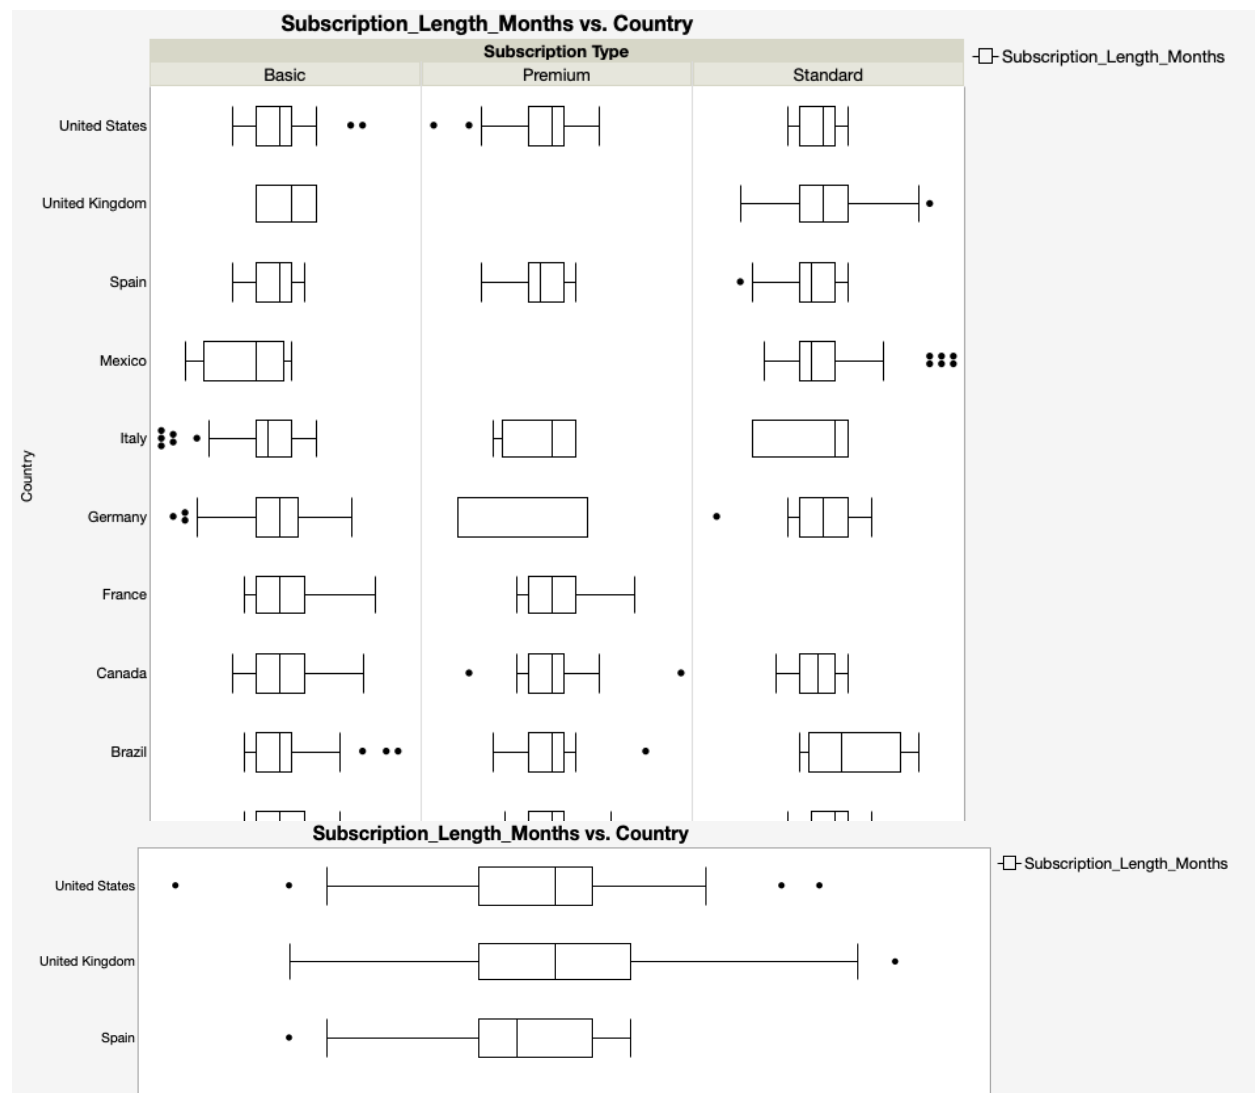 Subscription_Length_Months vs. Country
Subscription Type
Subscription_Length_Months
Basic Premium Standard
United States
United Kingdom
Spain
Mexico
Italy
Country
Germany
France
Canada
Brazil
Subscription_Length_Months vs. Country
Subscription_Length_Months
United States
United Kingdom
Spain